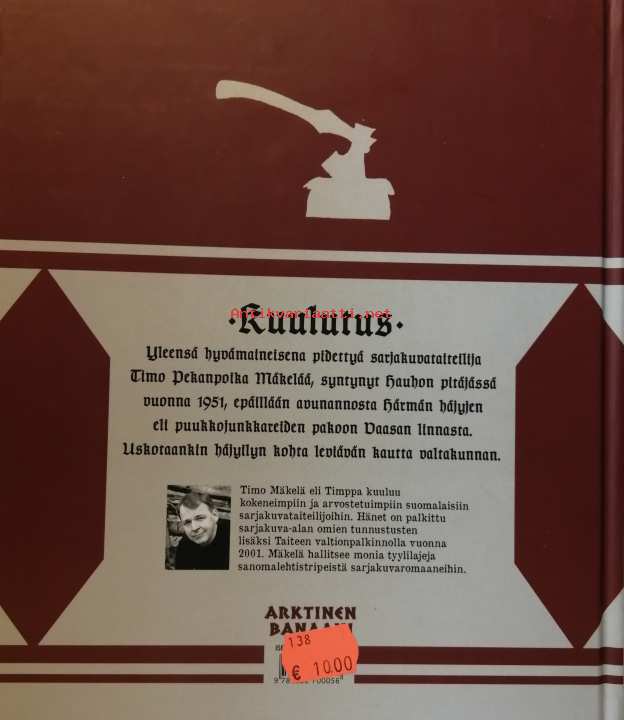 ·Kuulutus·
Antikvariaatti.net
Yleensä hyvämaineisena pidettyä sarjakuvataiteilija
Timo Pekanpoika Mäkelää, syntynyt Hauhon pitäjässä
vuonna 1951, epäillään avunannosta Härmän häjyjen
eli puukkojunkkareiden pakoon Vaasan linnasta.
Uskotaankin häjyilyn kohta leviävän kautta valtakunnan.
Timo Mäkelä eli Timppa kuuluu
kokeneimpiin ja arvostetuimpiin suomalaisiin
sarjakuvataiteilijoihin. Hänet on palkittu
sarjakuva-alan omien tunnustusten
lisäksi Taiteen valtionpalkinnolla vuonna
2001. Mäkelä hallitsee monia tyylilajeja
sanomalehtistripeistä sarjakuvaromaaneihin.
ARKTINEN
138
€ 10.00